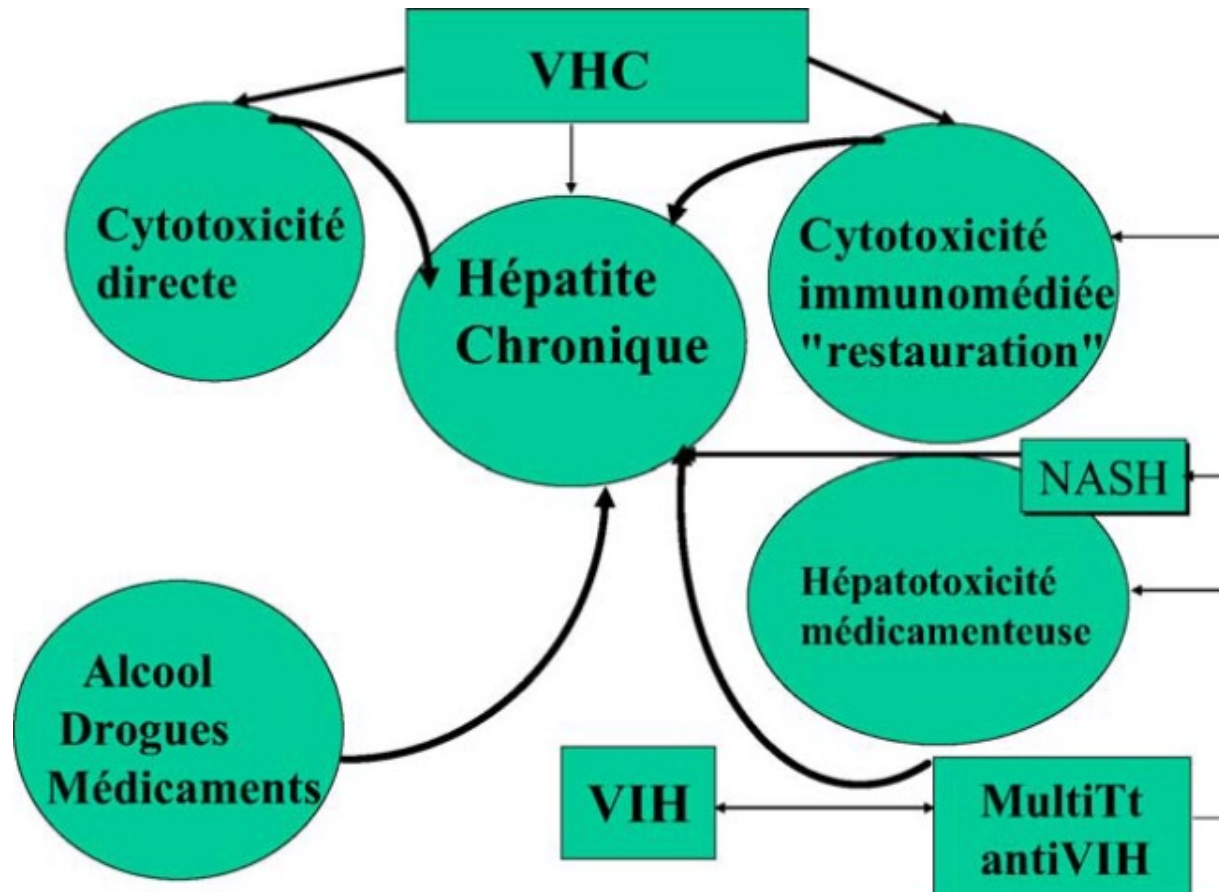 VHC
Cytotoxicité
directe
Hépatite
Chronique
Cytotoxicité
immunomédiée
"restauration"
NASH
Hépatotoxicité
médicamenteuse
Alcool
Drogues
Médicaments
VIH
MultiTt
antiVIH